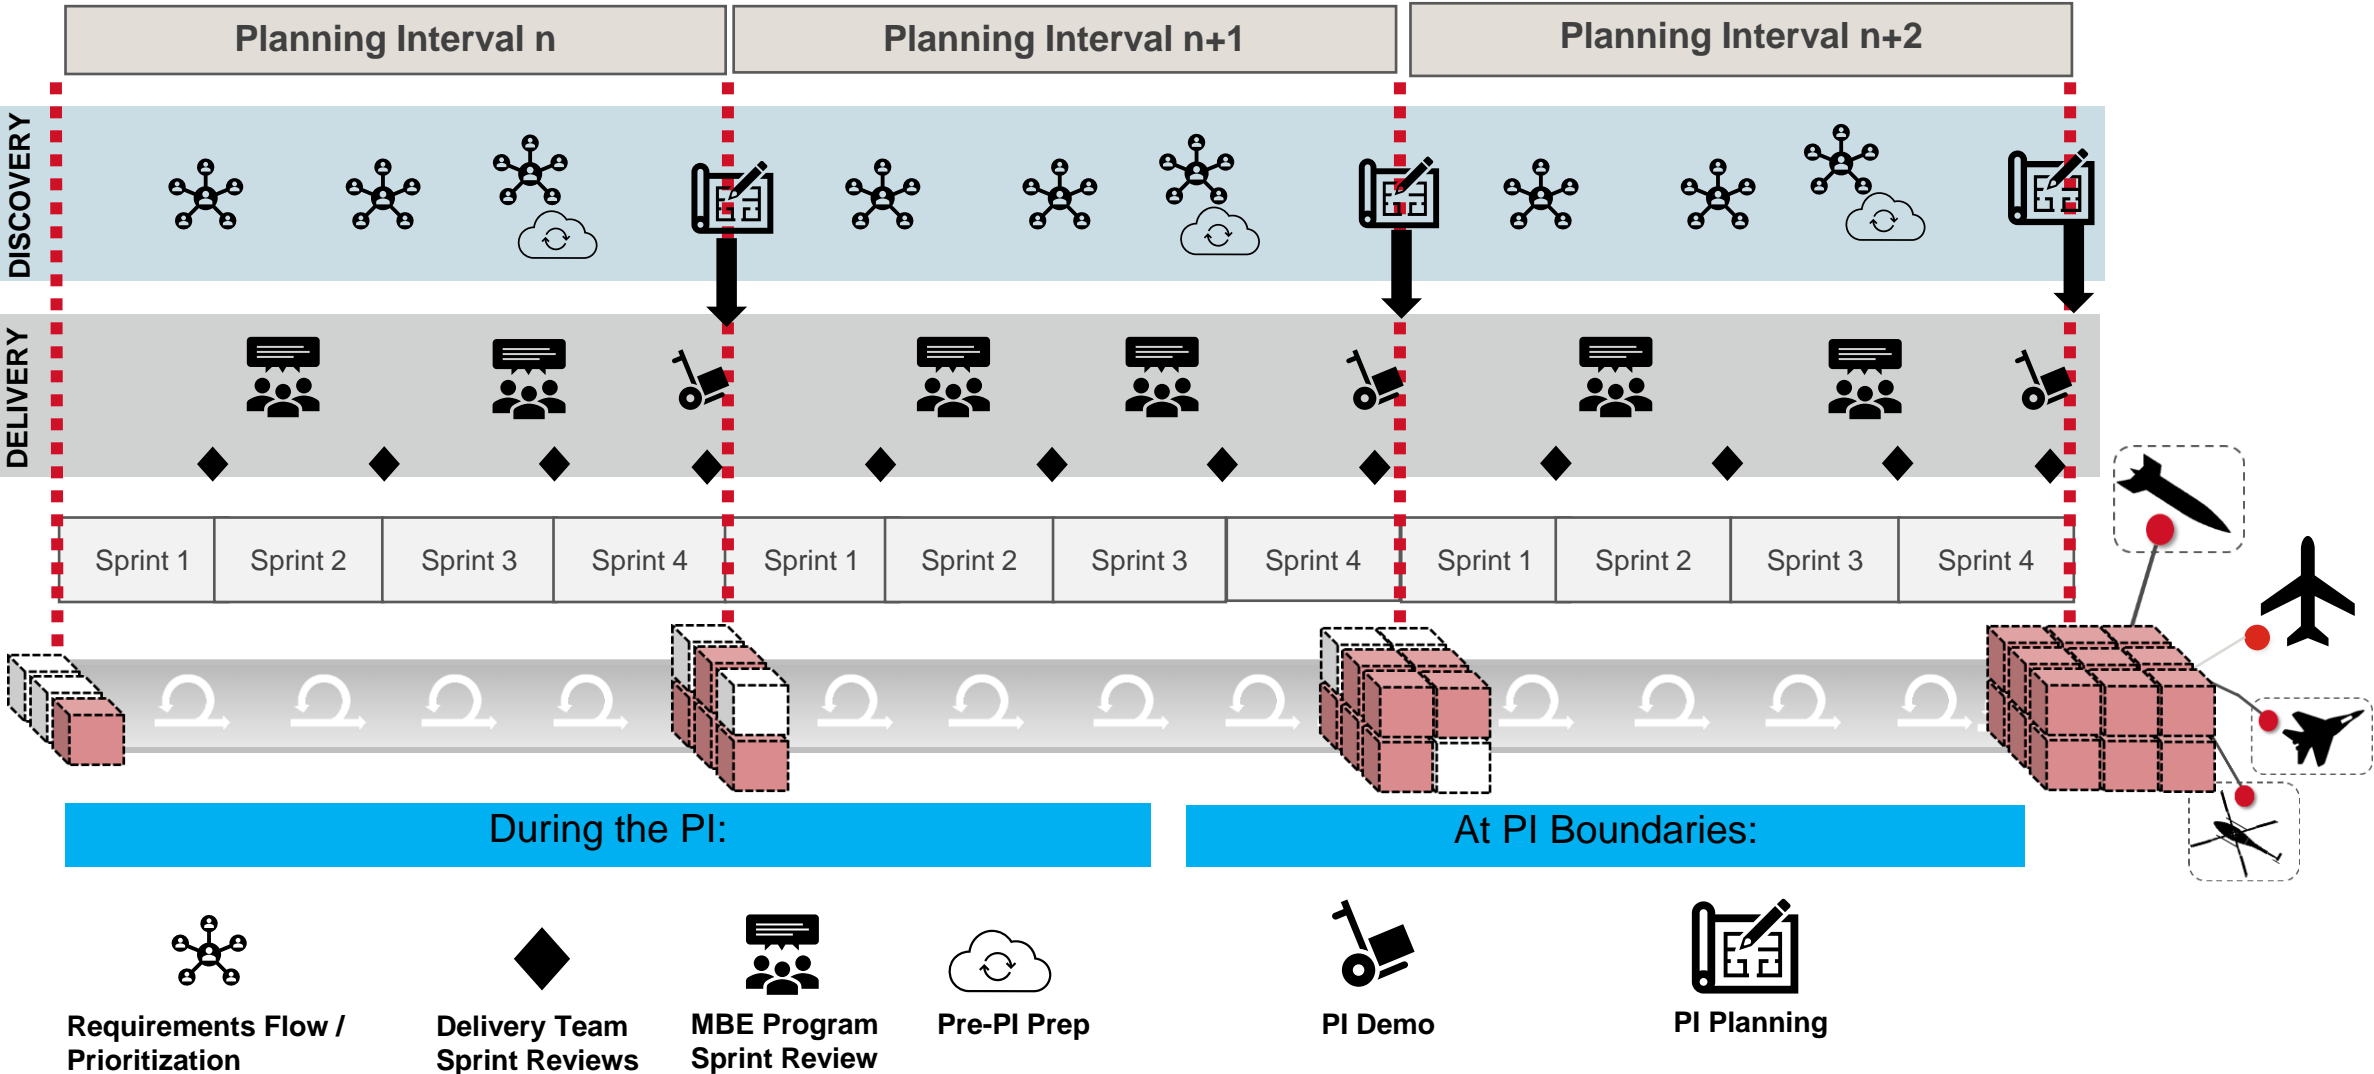 Planning Interval n
Planning Interval n+1
Planning Interval n+2
DISCOVERY
DELIVERY
Sprint 1
Sprint 2
Sprint 3
Sprint 4
Sprint 1
Sprint 2
Sprint 3
Sprint 4
Sprint 1
Sprint 2
Sprint 3
Sprint 4
During the PI:
At PI Boundaries:
Requirements Flow /
Prioritization
Delivery Team
Sprint Reviews
MBE Program
Sprint Review
Pre-PI Prep
PI Demo
PI Planning